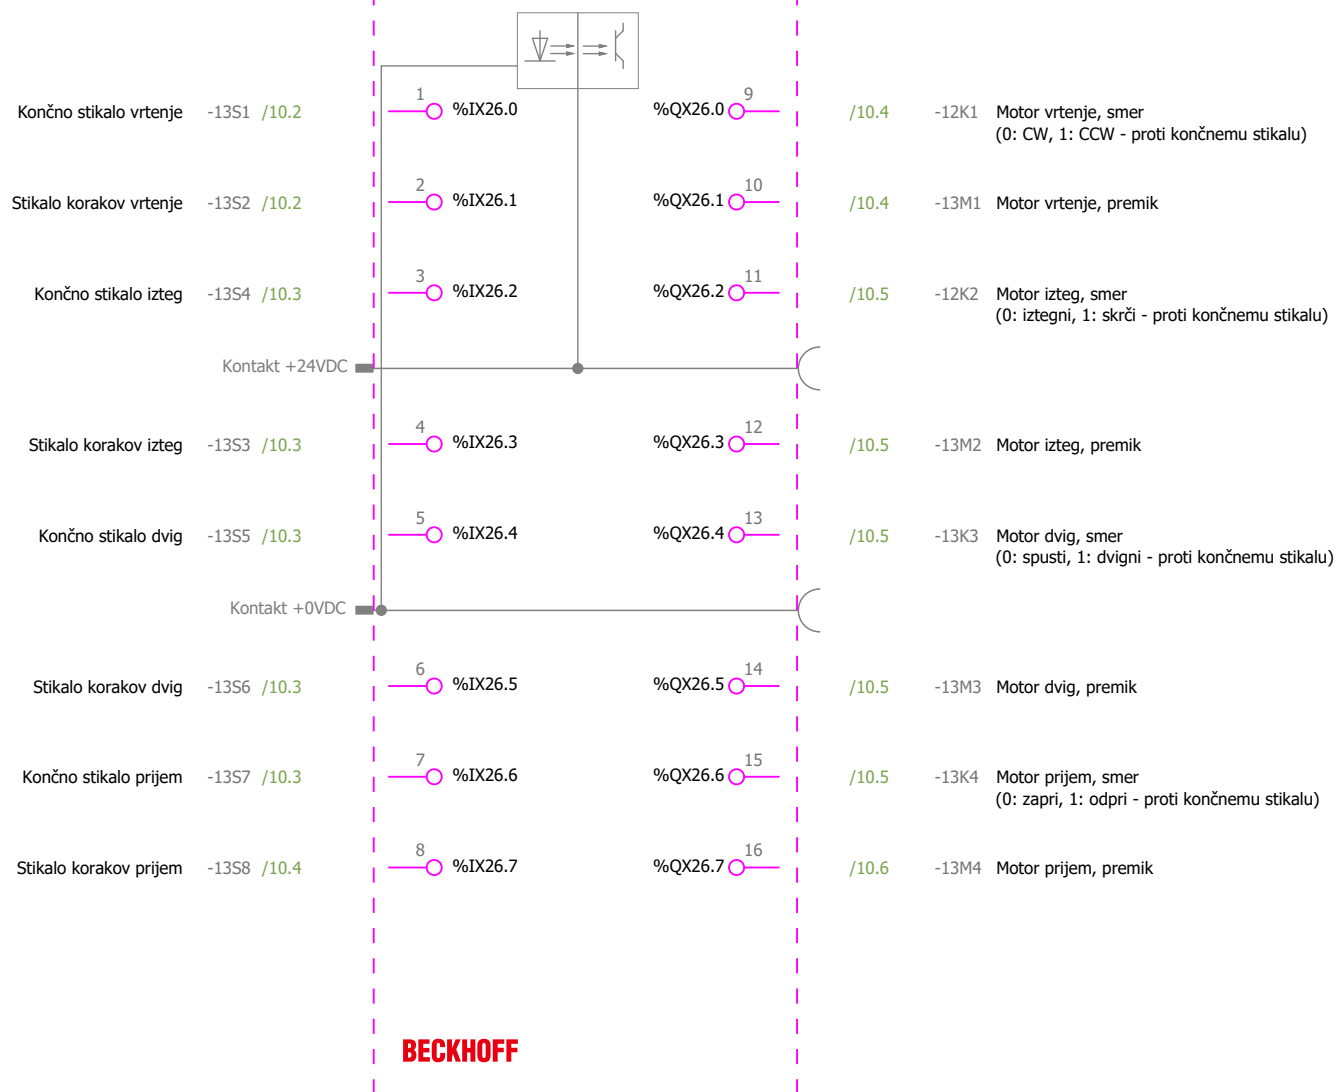 1 9
Končno stikalo vrtenje -13S1 /10.2 %IX26.0 %QX26.0 /10.4 -12K1 Motor vrtenje, smer
(0: CW, 1: CCW - proti končnemu stikalu)
2 10
Stikalo korakov vrtenje -13S2 /10.2 %IX26.1 %QX26.1 /10.4 -13M1 Motor vrtenje, premik
3 11
Končno stikalo izteg -13S4 /10.3 %IX26.2 %QX26.2 /10.5 -12K2 Motor izteg, smer
(0: iztegni, 1: skrči - proti končnemu stikalu)
Kontakt +24VDC
4 12
Stikalo korakov izteg -13S3 /10.3 %IX26.3 %QX26.3 /10.5 -13M2 Motor izteg, premik
5 13
Končno stikalo dvig -13S5 /10.3 %IX26.4 %QX26.4 /10.5 -13K3 Motor dvig, smer
(0: spusti, 1: dvigni - proti končnemu stikalu)
Kontakt +0VDC
6 14
Stikalo korakov dvig -13S6 /10.3 %IX26.5 %QX26.5 /10.5 -13M3 Motor dvig, premik
7 15
Končno stikalo prijem -13S7 /10.3 %IX26.6 %QX26.6 /10.5 -13K4 Motor prijem, smer
(0: zapri, 1: odpri - proti končnemu stikalu)
8 16
Stikalo korakov prijem -13S8 /10.4 %IX26.7 %QX26.7 /10.6 -13M4 Motor prijem, premik
BECKHOFF